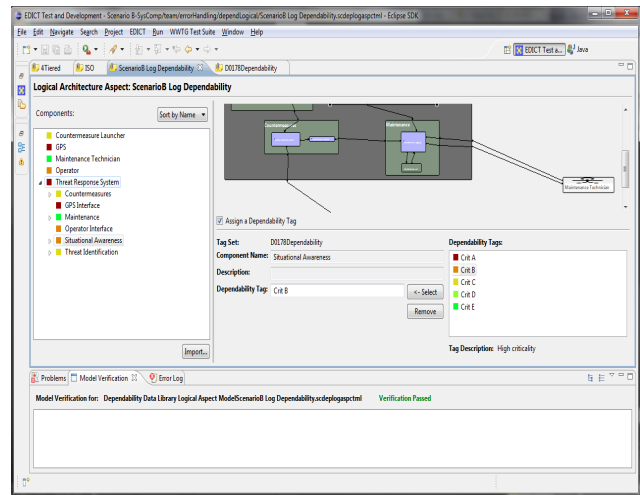 EDICT Test and Development - Scenario B-SysComp/team/errorHandling/dependLogical/ScenarioB Log Dependability.scdeplogaspctml - Eclipse SDK
File Edit Navigate Search Project EDICT Run WWTG Test Suite Window Help
EDICT Test a... Java
4Tiered ISO ScenarioB Log Dependability D0178Dependability
Logical Architecture Aspect: ScenarioB Log Dependability
Components: Sort by Name
Countermeasure Launcher
GPS
Maintenance Technician
Operator
Threat Response System
Countermeasures
GPS Interface
Maintenance
Operator Interface
Situational Awareness
Threat Identification
Import...
Maintenance
Maintenance Technician
Assign a Dependability Tag
Tag Set: D0178Dependability
Component Name: Situational Awareness
Description:
Dependability Tag: Crit B
<- Select
Remove
Dependability Tags:
Crit A
Crit B
Crit C
Crit D
Crit E
Tag Description: High criticality
Problems Model Verification Error Log
Model Verification for: Dependability Data Library Logical Aspect ModelScenarioB Log Dependability.scdeplogaspctml Verification Passed